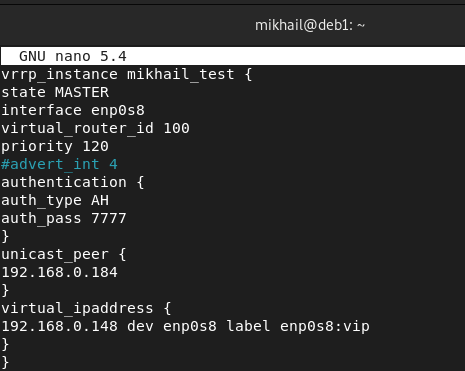 mikhail@deb1: ~
GNU nano 5.4
vrrp_instance mikhail_test {
state MASTER
interface enp0s8
virtual_router_id 100
priority 120
#advert_int 4
authentication {
auth_type AH
auth_pass 7777
}
unicast_peer {
192.168.0.184
}
virtual_ipaddress {
192.168.0.148 dev enp0s8 label enp0s8:vip
}
}